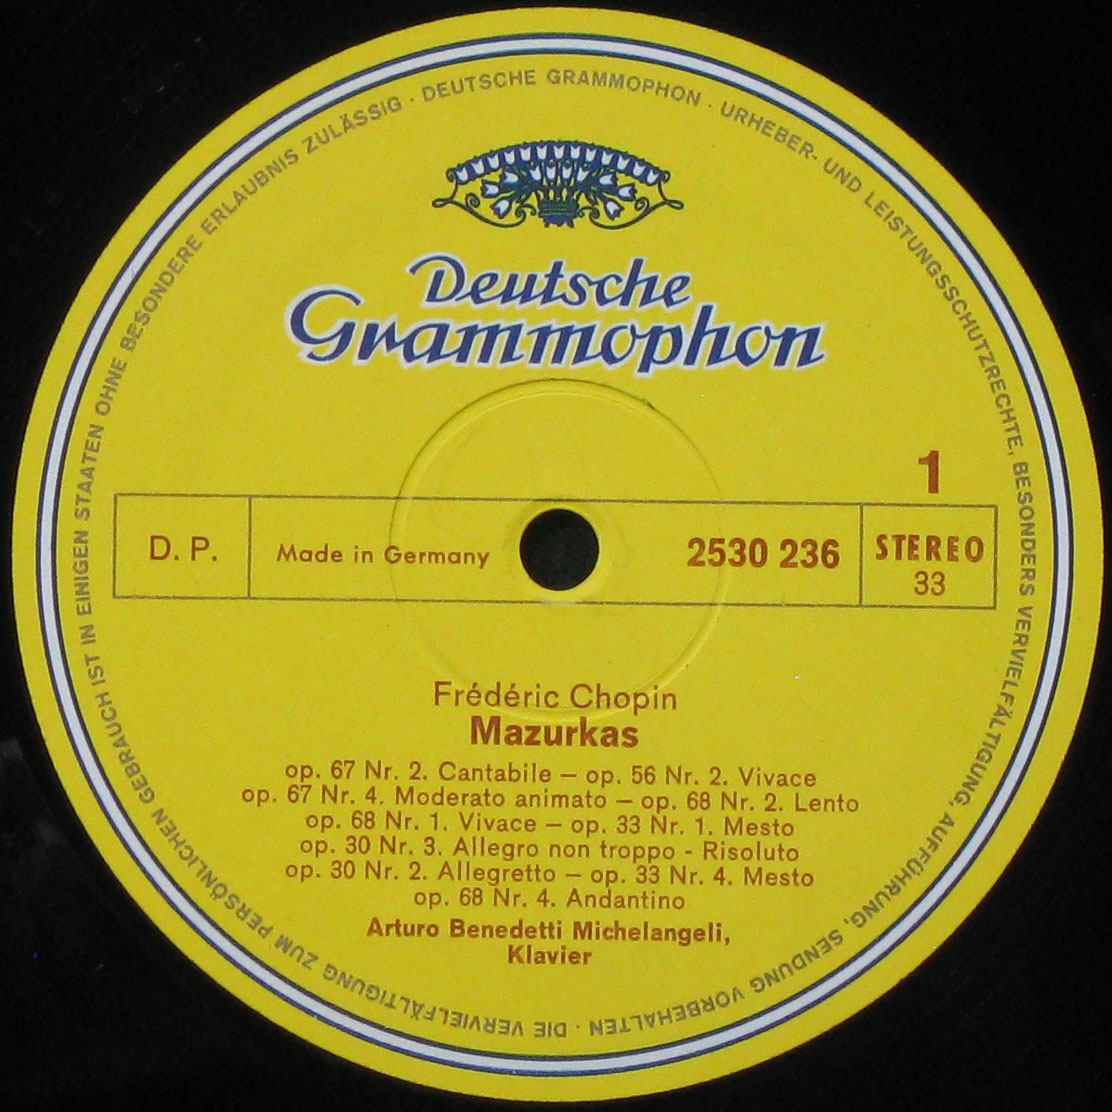 DEUTSCHE GRAMMOPHON · URHEBER- UND LEISTUNGSSCHUTZRECHTE, BESONDERS VERVIELFÄLTIGUNG, AUFFÜHRUNG, SENDUNG VORBEHALTEN · DIE VERVIELFÄLTIGUNG ZUM PERSÖNLICHEN GEBRAUCH IST IN EINIGEN STAATEN OHNE BESONDERE ERLAUBNIS ZULÄSSIG ·
Deutsche
Grammophon
1
D. P.
Made in Germany
2530 236
STEREO
33
Frédéric Chopin
Mazurkas
op. 67 Nr. 2. Cantabile — op. 56 Nr. 2. Vivace
op. 67 Nr. 4. Moderato animato — op. 68 Nr. 2. Lento
op. 68 Nr. 1. Vivace — op. 33 Nr. 1. Mesto
op. 30 Nr. 3. Allegro non troppo - Risoluto
op. 30 Nr. 2. Allegretto — op. 33 Nr. 4. Mesto
op. 68 Nr. 4. Andantino
Arturo Benedetti Michelangeli,
Klavier